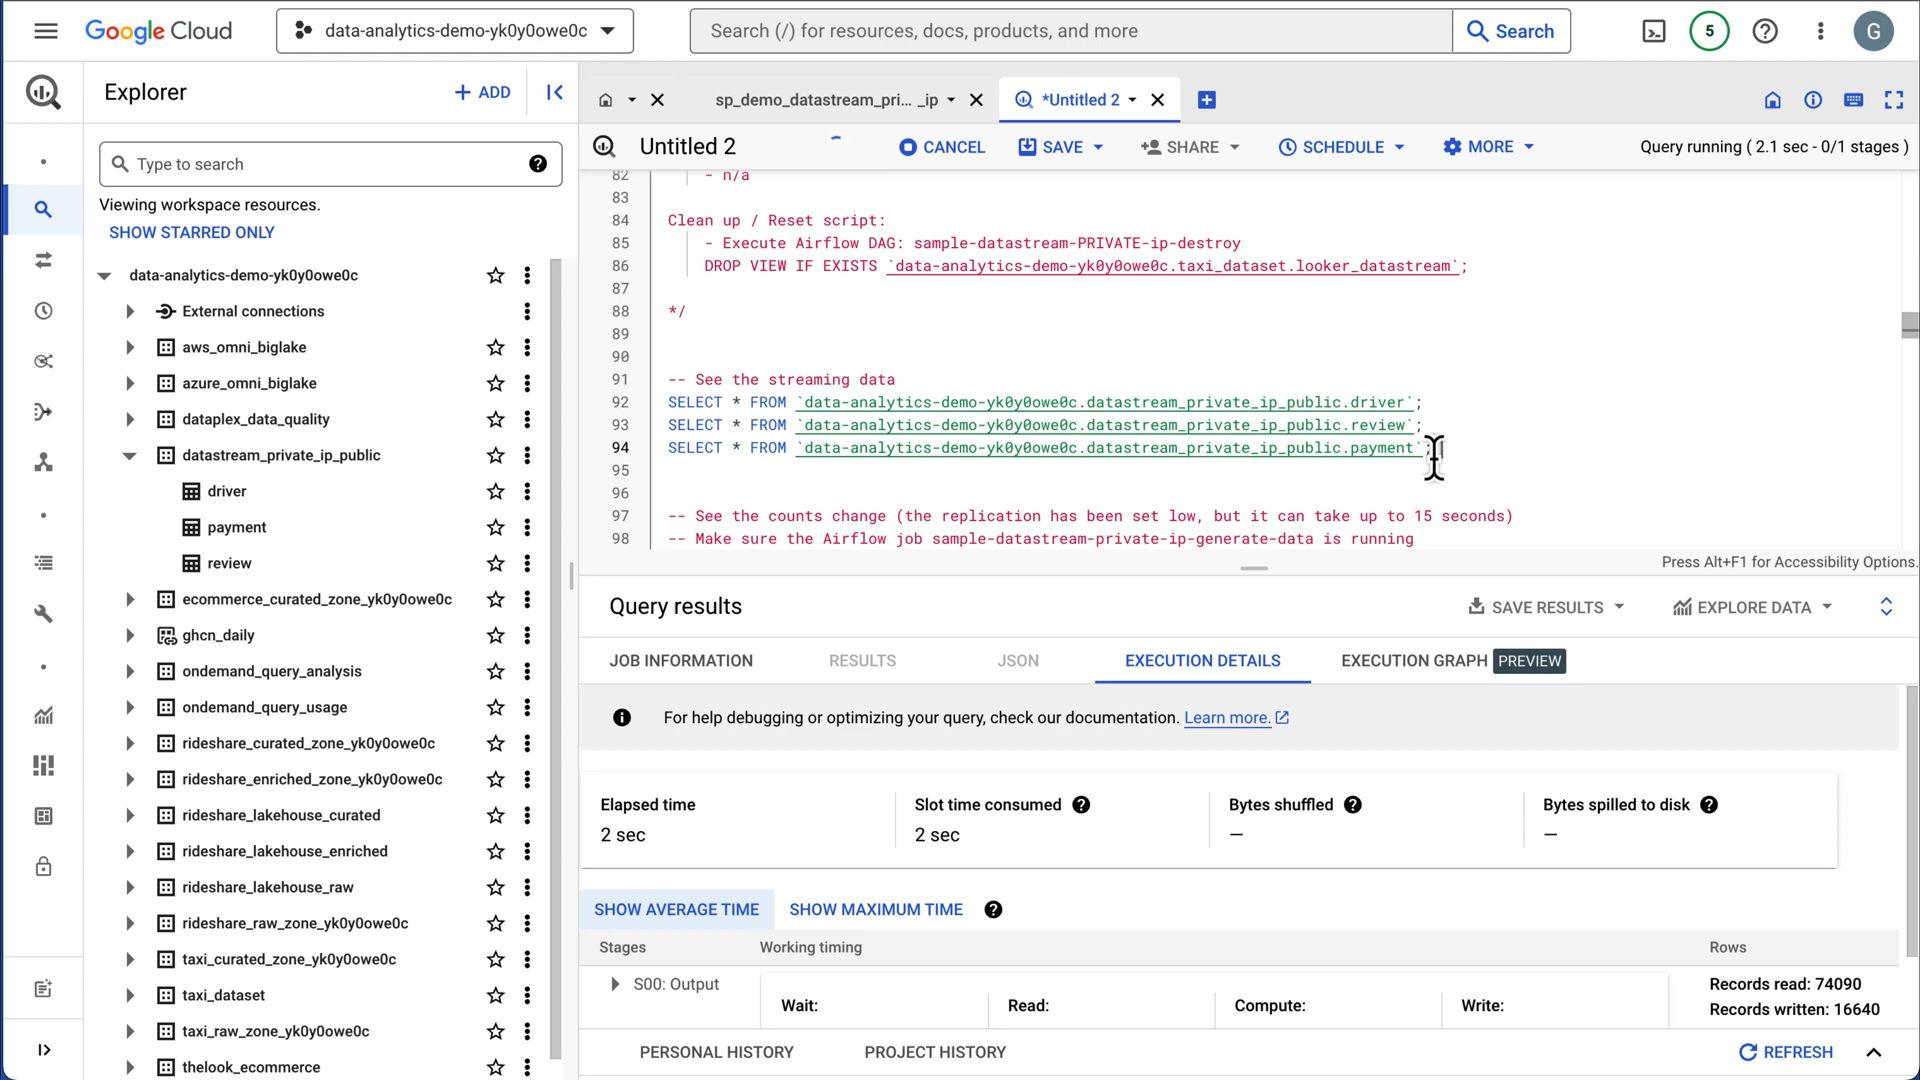 Google Cloud
data-analytics-demo-yk0y0owe0c
Search (/) for resources, docs, products, and more
Search
5
G
Explorer
+ ADD
Type to search
Viewing workspace resources.
SHOW STARRED ONLY
data-analytics-demo-yk0y0owe0c
External connections
aws_omni_biglake
azure_omni_biglake
dataplex_data_quality
datastream_private_ip_public
driver
payment
review
ecommerce_curated_zone_yk0y0owe0c
ghcn_daily
ondemand_query_analysis
ondemand_query_usage
rideshare_curated_zone_yk0y0owe0c
rideshare_enriched_zone_yk0y0owe0c
rideshare_lakehouse_curated
rideshare_lakehouse_enriched
rideshare_lakehouse_raw
rideshare_raw_zone_yk0y0owe0c
taxi_curated_zone_yk0y0owe0c
taxi_dataset
taxi_raw_zone_yk0y0owe0c
thelook_ecommerce
sp_demo_datastream_pri... _ip
*Untitled 2
Untitled 2
CANCEL
SAVE
SHARE
SCHEDULE
MORE
Query running ( 2.1 sec - 0/1 stages )
82 - n/a
83
84 Clean up / Reset script:
85 - Execute Airflow DAG: sample-datastream-PRIVATE-ip-destroy
86 DROP VIEW IF EXISTS `data-analytics-demo-yk0y0owe0c.taxi_dataset.looker_datastream`;
87
88 */
89
90
91 -- See the streaming data
92 SELECT * FROM `data-analytics-demo-yk0y0owe0c.datastream_private_ip_public.driver`;
93 SELECT * FROM `data-analytics-demo-yk0y0owe0c.datastream_private_ip_public.review`;
94 SELECT * FROM `data-analytics-demo-yk0y0owe0c.datastream_private_ip_public.payment`;
95
96
97 -- See the counts change (the replication has been set low, but it can take up to 15 seconds)
98 -- Make sure the Airflow job sample-datastream-private-ip-generate-data is running
Press Alt+F1 for Accessibility Options.
Query results
SAVE RESULTS
EXPLORE DATA
JOB INFORMATION
RESULTS
JSON
EXECUTION DETAILS
EXECUTION GRAPH PREVIEW
For help debugging or optimizing your query, check our documentation. Learn more.
Elapsed time
2 sec
Slot time consumed
2 sec
Bytes shuffled
—
Bytes spilled to disk
—
SHOW AVERAGE TIME
SHOW MAXIMUM TIME
Stages
Working timing
Rows
S00: Output
Wait:
Read:
Compute:
Write:
Records read: 74090
Records written: 16640
PERSONAL HISTORY
PROJECT HISTORY
REFRESH